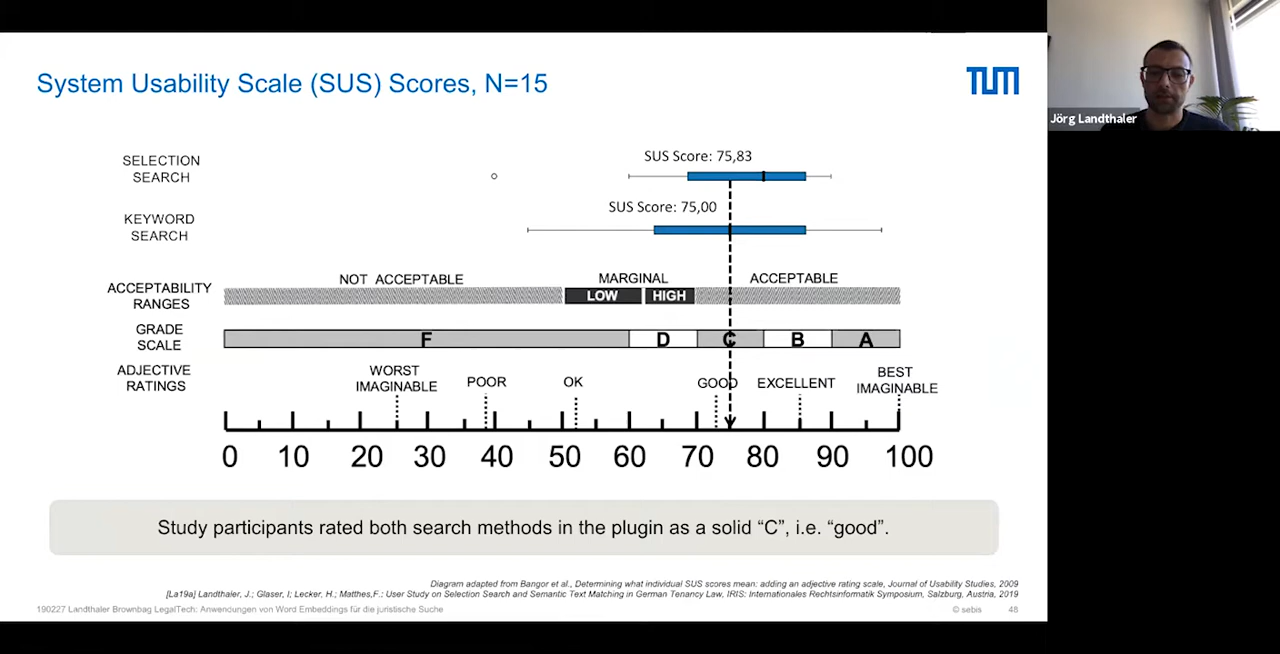 System Usability Scale (SUS) Scores, N=15
TUM
Jörg Landthaler
SELECTION
SEARCH
SUS Score: 75,83
KEYWORD
SEARCH
SUS Score: 75,00
ACCEPTABILITY
RANGES
NOT ACCEPTABLE
MARGINAL
ACCEPTABLE
LOW
HIGH
GRADE
SCALE
F
D
C
B
A
ADJECTIVE
RATINGS
WORST
IMAGINABLE
POOR
OK
GOOD
EXCELLENT
BEST
IMAGINABLE
0 10 20 30 40 50 60 70 80 90 100
Study participants rated both search methods in the plugin as a solid “C”, i.e. “good”.
Diagram adapted from Bangor et al., Determining what individual SUS scores mean: adding an adjective rating scale, Journal of Usability Studies, 2009
[La19a] Landthaler, J.; Glaser, I; Lecker, H.; Matthes,F.: User Study on Selection Search and Semantic Text Matching in German Tenancy Law, IRIS: Internationales Rechtsinformatik Symposium, Salzburg, Austria, 2019
190227 Landthaler Brownbag LegalTech: Anwendungen von Word Embeddings für die juristische Suche
© sebis
48